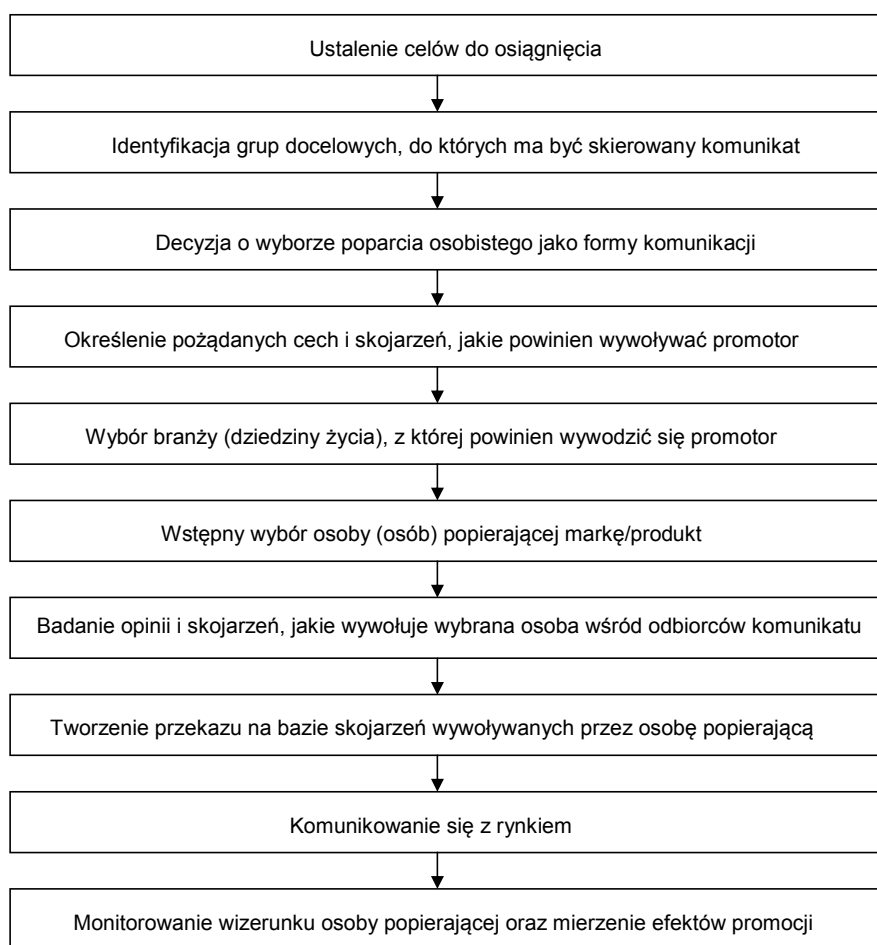 Ustalenie celów do osiągnięcia
Identyfikacja grup docelowych, do których ma być skierowany komunikat
Decyzja o wyborze poparcia osobistego jako formy komunikacji
Określenie pożądanych cech i skojarzeń, jakie powinien wywoływać promotor
Wybór branży (dziedziny życia), z której powinien wywodzić się promotor
Wstępny wybór osoby (osób) popierającej markę/produkt
Badanie opinii i skojarzeń, jakie wywołuje wybrana osoba wśród odbiorców komunikatu
Tworzenie przekazu na bazie skojarzeń wywoływanych przez osobę popierającą
Komunikowanie się z rynkiem
Monitorowanie wizerunku osoby popierającej oraz mierzenie efektów promocji